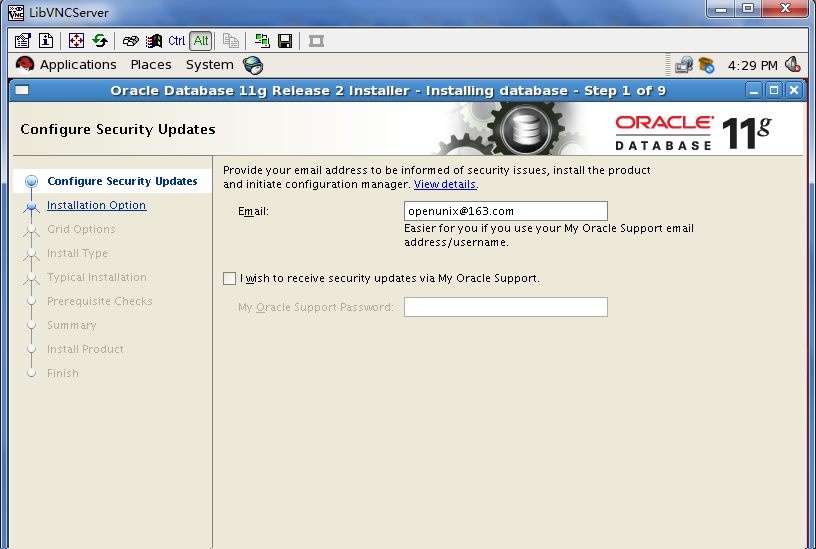 LibVNCServer
Ctrl Alt
Applications Places System 4:29 PM
Oracle Database 11g Release 2 Installer - Installing database - Step 1 of 9
Configure Security Updates
ORACLE
DATABASE
11g
Configure Security Updates
Installation Option
Grid Options
Install Type
Typical Installation
Prerequisite Checks
Summary
Install Product
Finish
Provide your email address to be informed of security issues, install the product
and initiate configuration manager. View details.
Email: openunix@163.com
Easier for you if you use your My Oracle Support email
address/username.
I wish to receive security updates via My Oracle Support.
My Oracle Support Password: